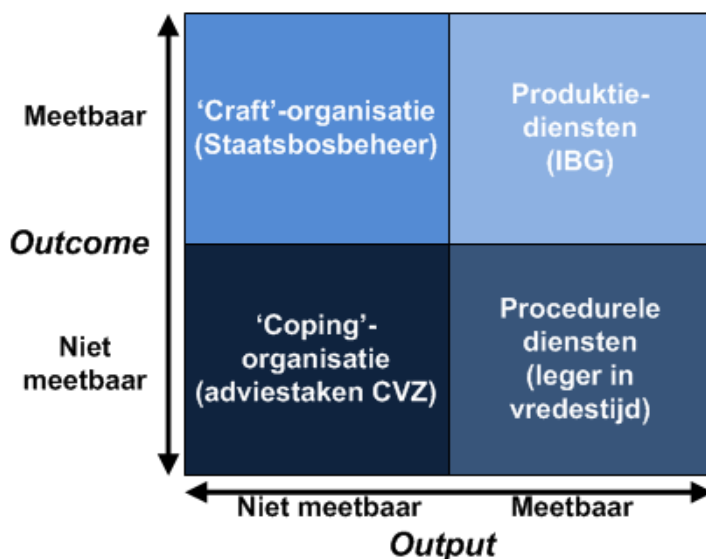 Meetbaar
‘Craft’-organisatie
(Staatsbosbeheer)
Produktie-
diensten
(IBG)
Outcome
Niet
meetbaar
‘Coping’-
organisatie
(adviestaken CVZ)
Procedurele
diensten
(leger in
vredestijd)
Niet meetbaar
Meetbaar
Output